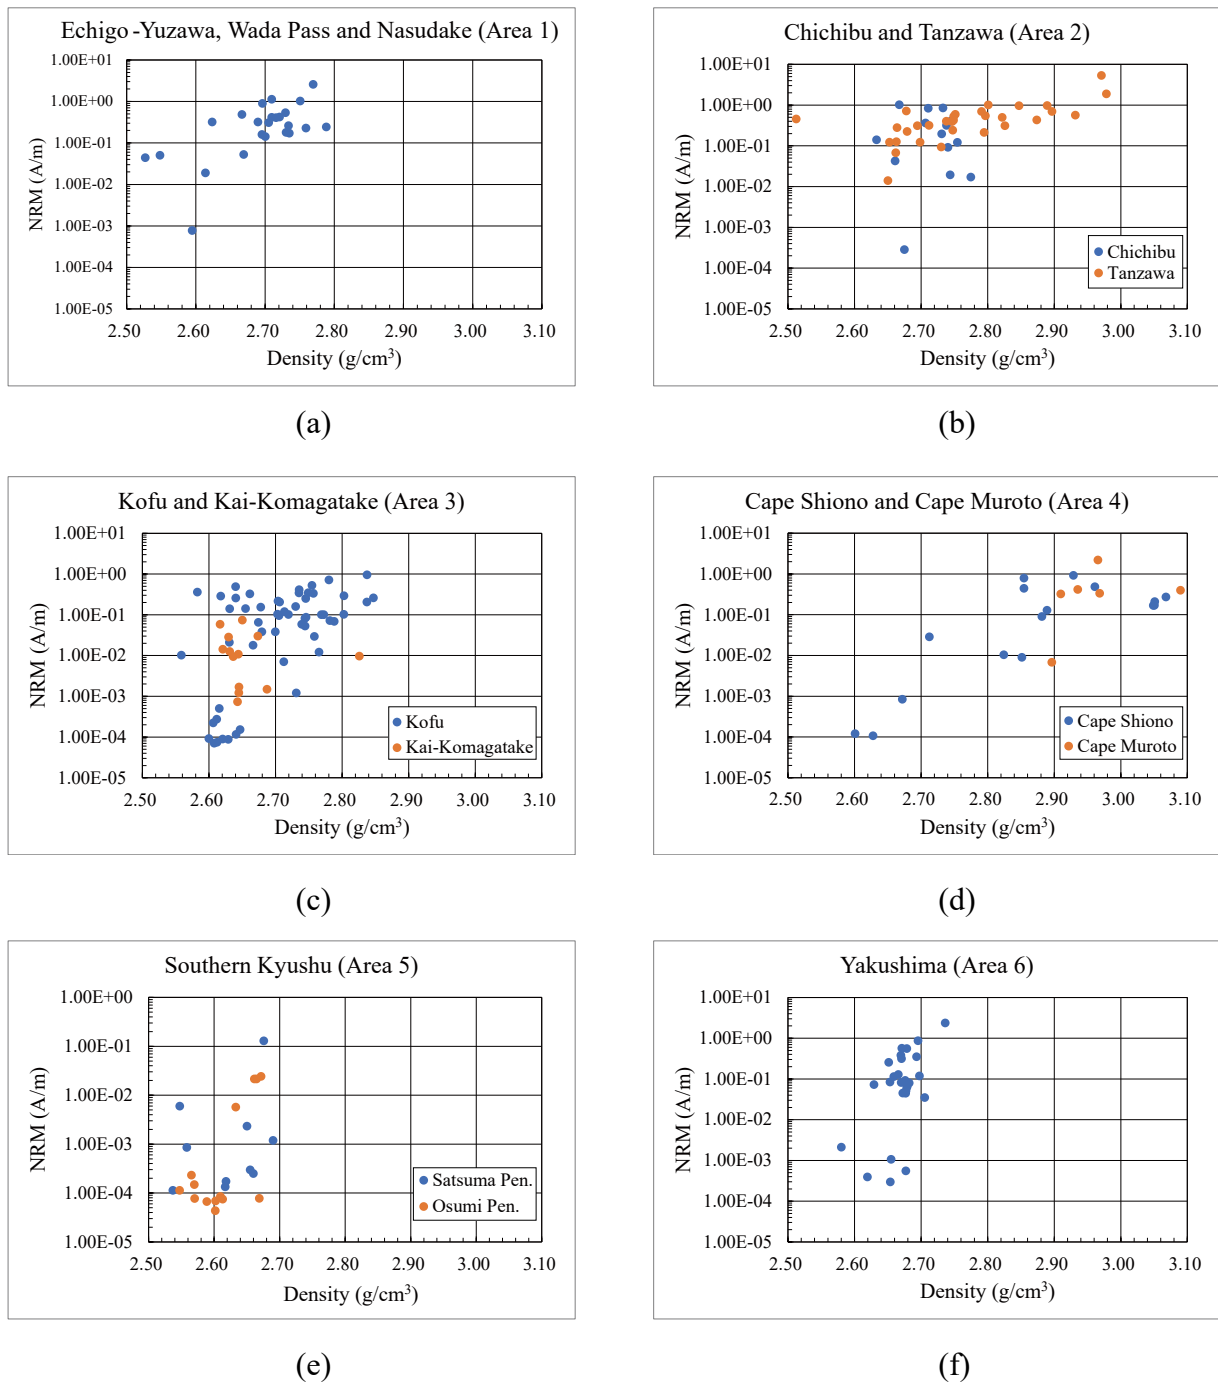 Echigo-Yuzawa, Wada Pass and Nasudake (Area 1)
1.00E+01
1.00E+00
1.00E-01
1.00E-02
1.00E-03
1.00E-04
1.00E-05
NRM (A/m)
2.50 2.60 2.70 2.80 2.90 3.00 3.10
Density (g/cm³)
(a)
Chichibu and Tanzawa (Area 2)
1.00E+01
1.00E+00
1.00E-01
1.00E-02
1.00E-03
1.00E-04
1.00E-05
NRM (A/m)
Chichibu
Tanzawa
2.50 2.60 2.70 2.80 2.90 3.00 3.10
Density (g/cm³)
(b)
Kofu and Kai-Komagatake (Area 3)
1.00E+01
1.00E+00
1.00E-01
1.00E-02
1.00E-03
1.00E-04
1.00E-05
NRM (A/m)
Kofu
Kai-Komagatake
2.50 2.60 2.70 2.80 2.90 3.00 3.10
Density (g/cm³)
(c)
Cape Shiono and Cape Muroto (Area 4)
1.00E+01
1.00E+00
1.00E-01
1.00E-02
1.00E-03
1.00E-04
1.00E-05
NRM (A/m)
Cape Shiono
Cape Muroto
2.50 2.60 2.70 2.80 2.90 3.00 3.10
Density (g/cm³)
(d)
Southern Kyushu (Area 5)
1.00E+00
1.00E-01
1.00E-02
1.00E-03
1.00E-04
1.00E-05
NRM (A/m)
Satsuma Pen.
Osumi Pen.
2.50 2.60 2.70 2.80 2.90 3.00 3.10
Density (g/cm³)
(e)
Yakushima (Area 6)
1.00E+01
1.00E+00
1.00E-01
1.00E-02
1.00E-03
1.00E-04
1.00E-05
NRM (A/m)
2.50 2.60 2.70 2.80 2.90 3.00 3.10
Density (g/cm³)
(f)